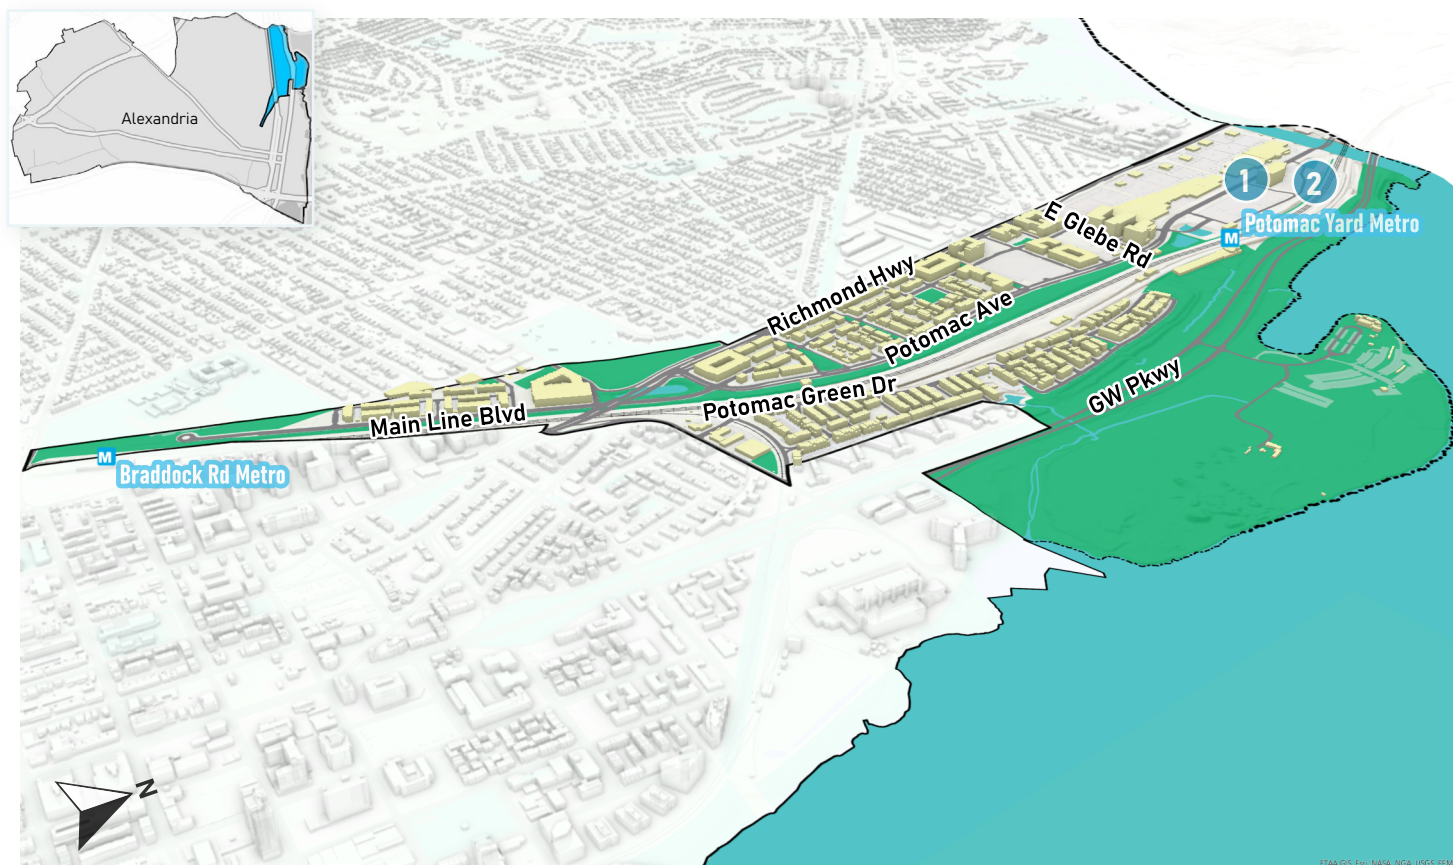 Alexandria
1
2
Potomac Yard Metro
M
E Glebe Rd
Richmond Hwy
Potomac Ave
GW Pkwy
Potomac Green Dr
Main Line Blvd
M
Braddock Rd Metro
N